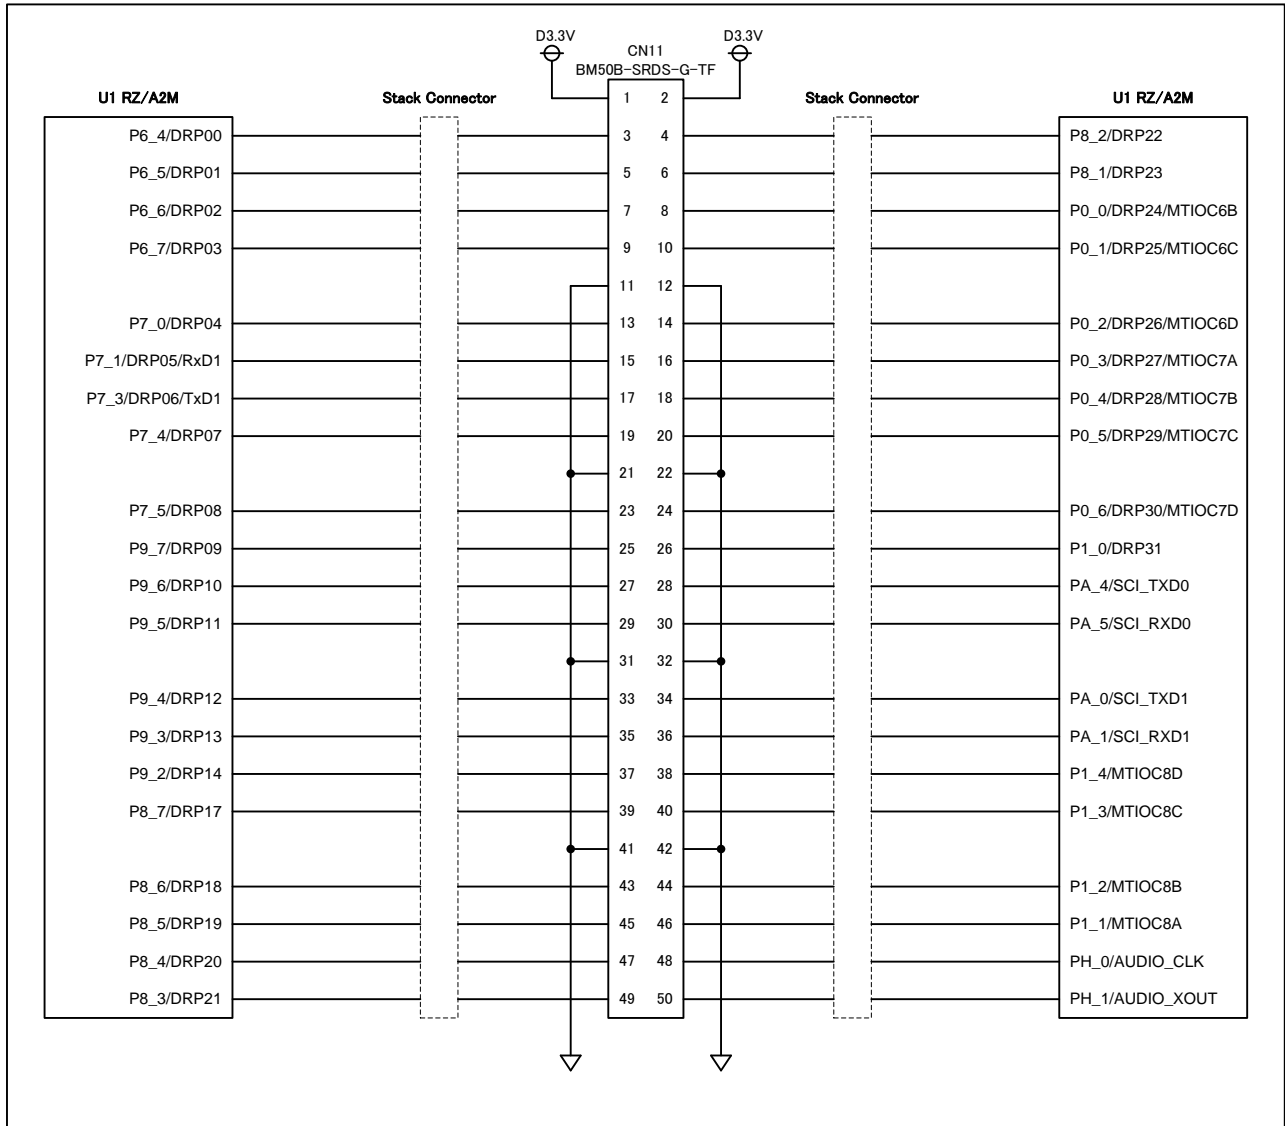 D3.3V D3.3V
CN11
BM50B-SRDS-G-TF
U1 RZ/A2M Stack Connector 1 2 Stack Connector U1 RZ/A2M
P6_4/DRP00 3 4 P8_2/DRP22
P6_5/DRP01 5 6 P8_1/DRP23
P6_6/DRP02 7 8 P0_0/DRP24/MTIOC6B
P6_7/DRP03 9 10 P0_1/DRP25/MTIOC6C
11 12
P7_0/DRP04 13 14 P0_2/DRP26/MTIOC6D
P7_1/DRP05/RxD1 15 16 P0_3/DRP27/MTIOC7A
P7_3/DRP06/TxD1 17 18 P0_4/DRP28/MTIOC7B
P7_4/DRP07 19 20 P0_5/DRP29/MTIOC7C
21 22
P7_5/DRP08 23 24 P0_6/DRP30/MTIOC7D
P9_7/DRP09 25 26 P1_0/DRP31
P9_6/DRP10 27 28 PA_4/SCI_TXD0
P9_5/DRP11 29 30 PA_5/SCI_RXD0
31 32
P9_4/DRP12 33 34 PA_0/SCI_TXD1
P9_3/DRP13 35 36 PA_1/SCI_RXD1
P9_2/DRP14 37 38 P1_4/MTIOC8D
P8_7/DRP17 39 40 P1_3/MTIOC8C
41 42
P8_6/DRP18 43 44 P1_2/MTIOC8B
P8_5/DRP19 45 46 P1_1/MTIOC8A
P8_4/DRP20 47 48 PH_0/AUDIO_CLK
P8_3/DRP21 49 50 PH_1/AUDIO_XOUT